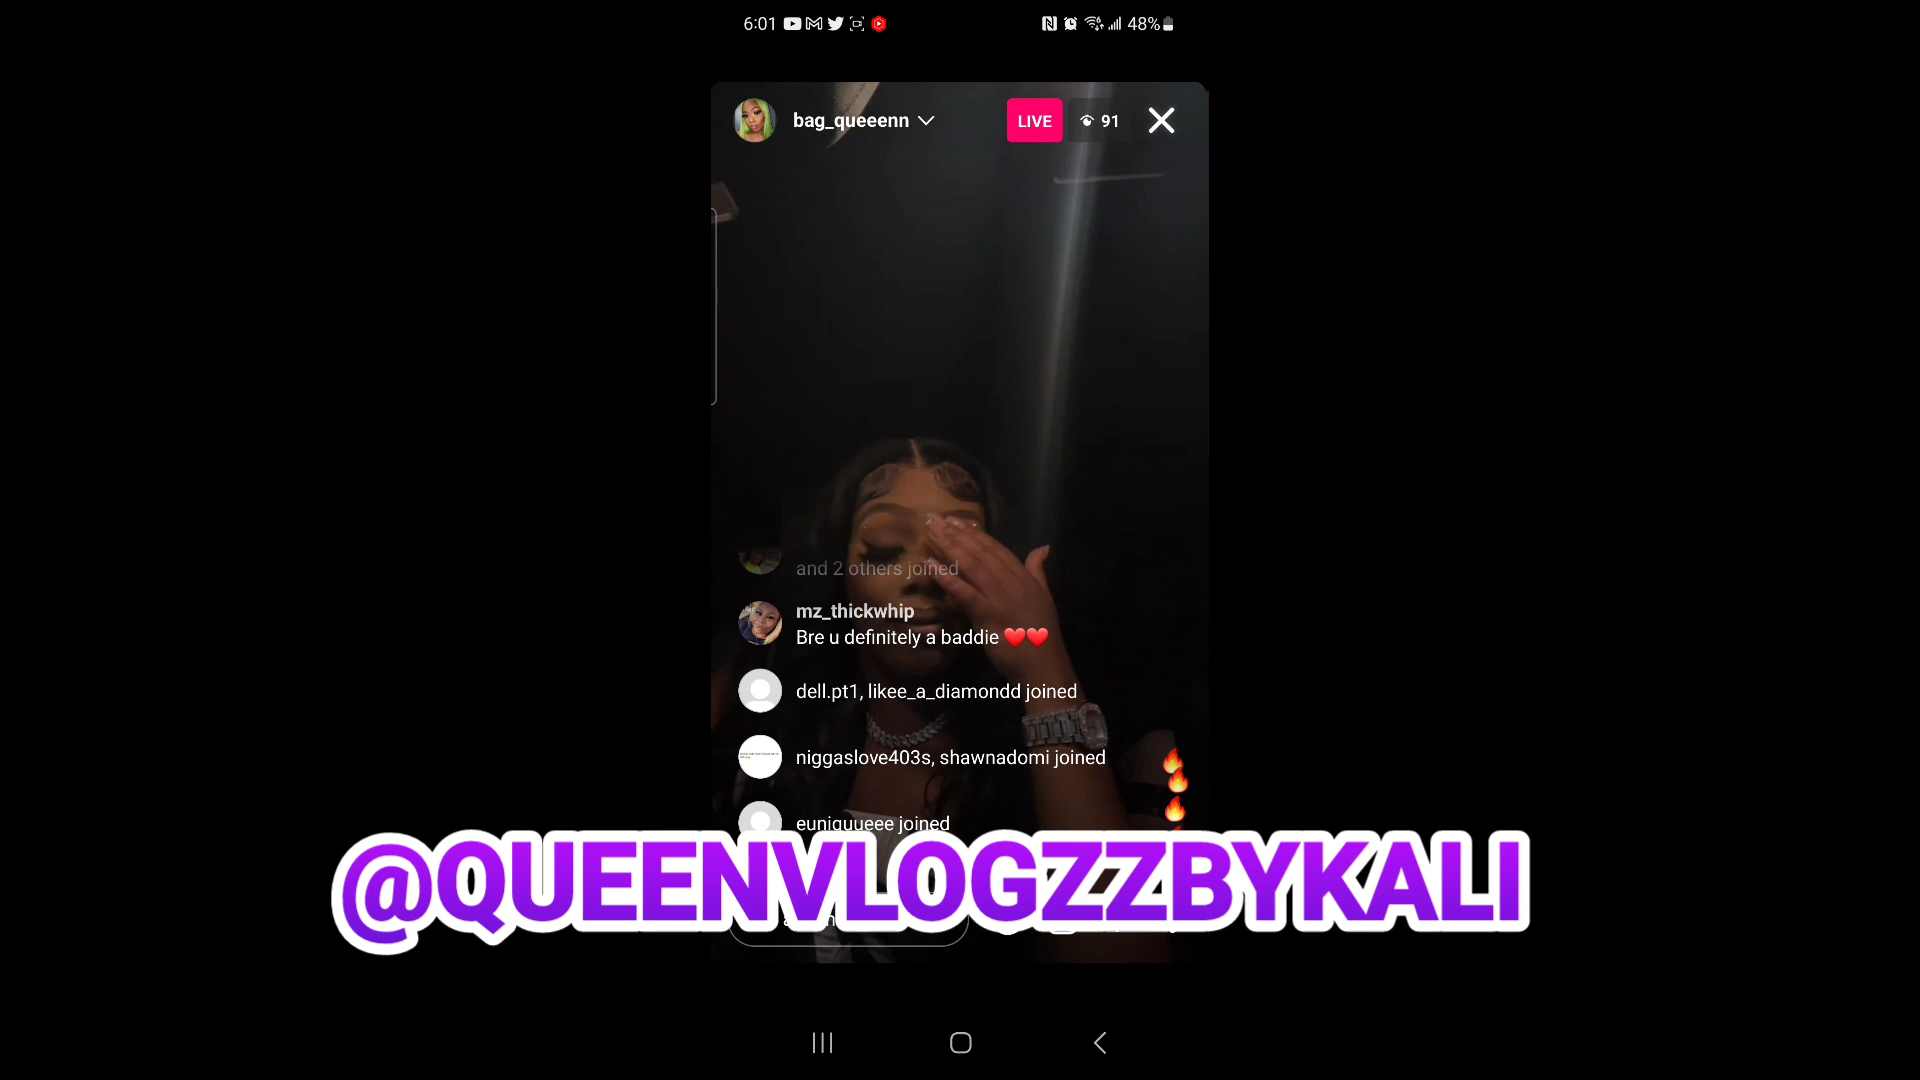 6:01
48%
bag_queeenn
LIVE
91
and 2 others joined
mz_thickwhip
Bre u definitely a baddie ❤️❤️
dell.pt1, likee_a_diamondd joined
niggaslove403s, shawnadomi joined
euniquueee joined
@QUEENVLOGZZBYKALI